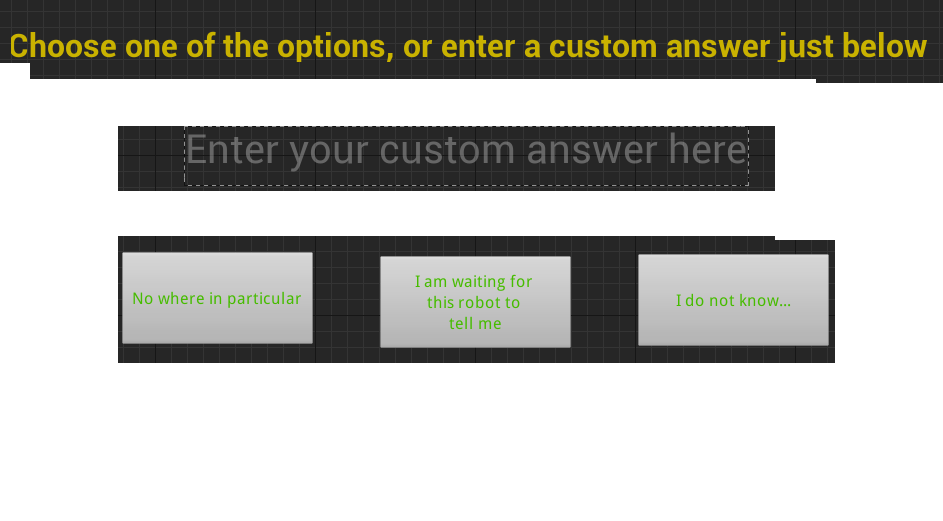 Choose one of the options, or enter a custom answer just below
Enter your custom answer here
No where in particular
I am waiting for
this robot to
tell me
I do not know...